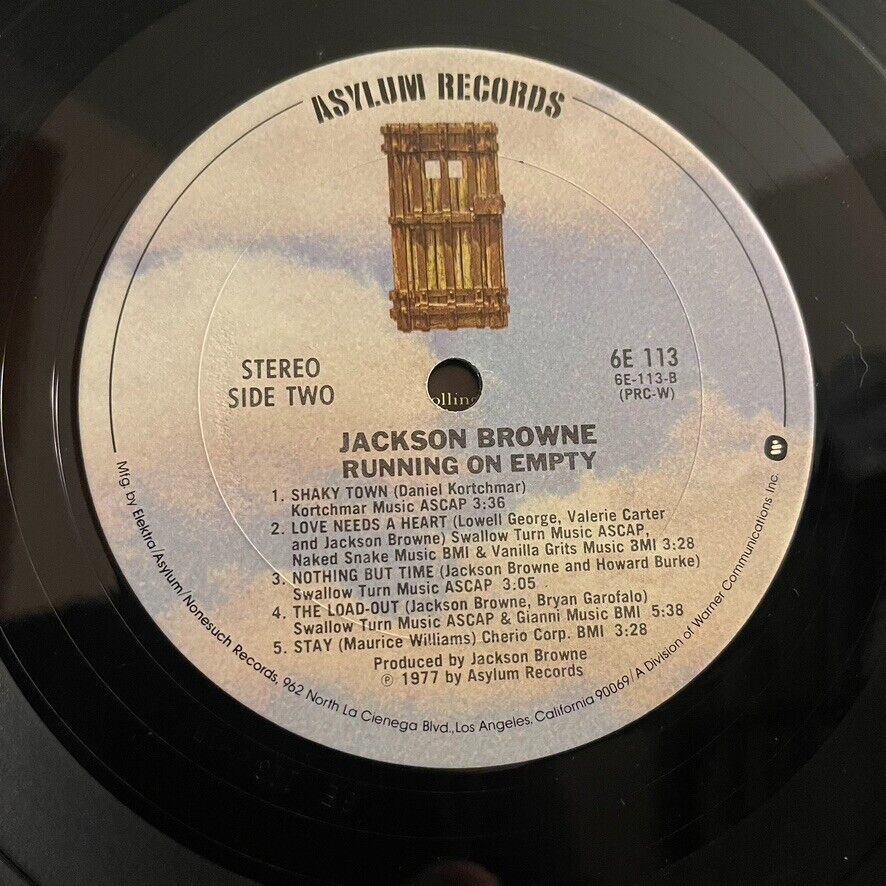 ASYLUM RECORDS
STEREO
SIDE TWO
6E 113
6E-113-B
(PRC-W)
olling
JACKSON BROWNE
RUNNING ON EMPTY
1. SHAKY TOWN (Daniel Kortchmar)
Kortchmar Music ASCAP 3:36
2. LOVE NEEDS A HEART (Lowell George, Valerie Carter
and Jackson Browne) Swallow Turn Music ASCAP,
Naked Snake Music BMI & Vanilla Grits Music BMI 3:28
3. NOTHING BUT TIME (Jackson Browne and Howard Burke)
Swallow Turn Music ASCAP 3:05
4. THE LOAD-OUT (Jackson Browne, Bryan Garofalo)
Swallow Turn Music ASCAP & Gianni Music BMI 5:38
5. STAY (Maurice Williams) Cherio Corp. BMI 3:28
Produced by Jackson Browne
℗ 1977 by Asylum Records
Mfg. by Elektra/Asylum/Nonesuch Records, 962 North La Cienega Blvd., Los Angeles, California 90069/A Division of Warner Communications Inc.